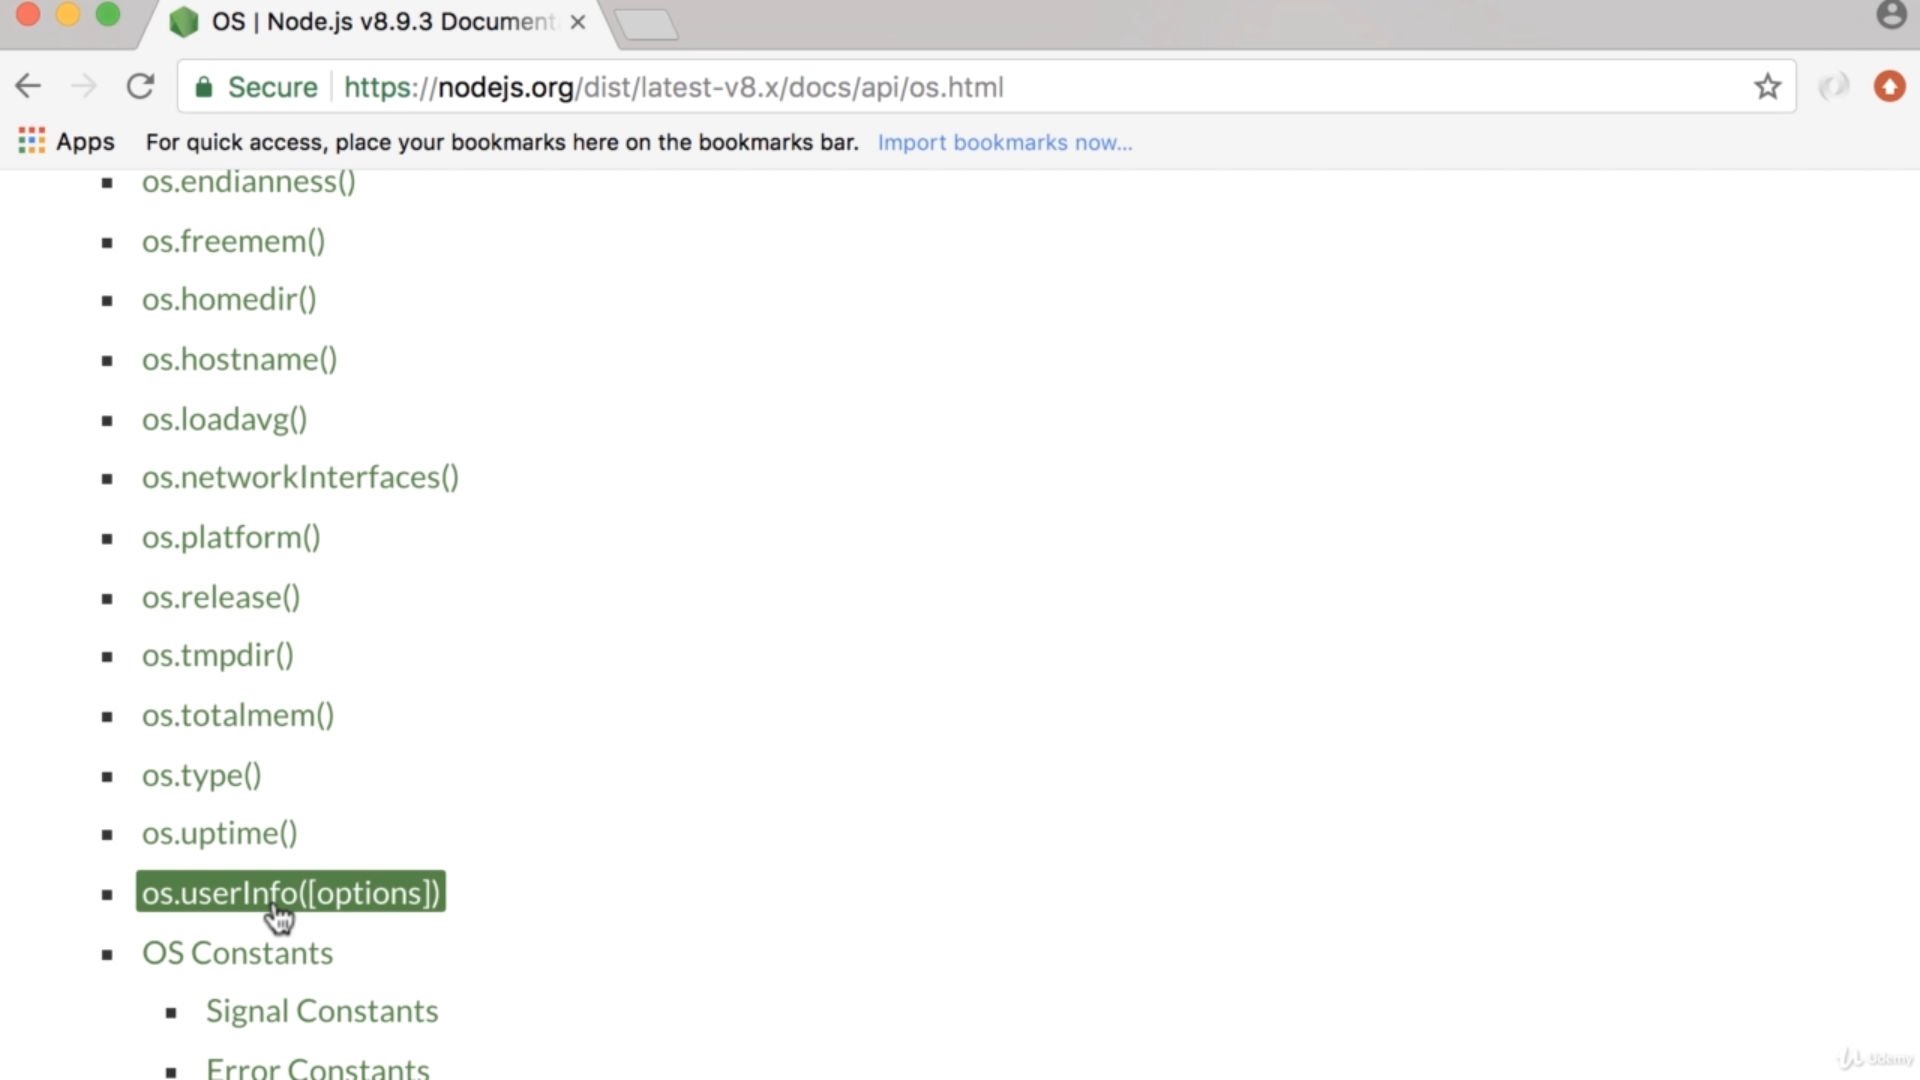 OS | Node.js v8.9.3 Document
Secure https://nodejs.org/dist/latest-v8.x/docs/api/os.html
Apps For quick access, place your bookmarks here on the bookmarks bar. Import bookmarks now...
os.endianness()
os.freemem()
os.homedir()
os.hostname()
os.loadavg()
os.networkInterfaces()
os.platform()
os.release()
os.tmpdir()
os.totalmem()
os.type()
os.uptime()
os.userInfo([options])
OS Constants
Signal Constants
Error Constants
Udemy